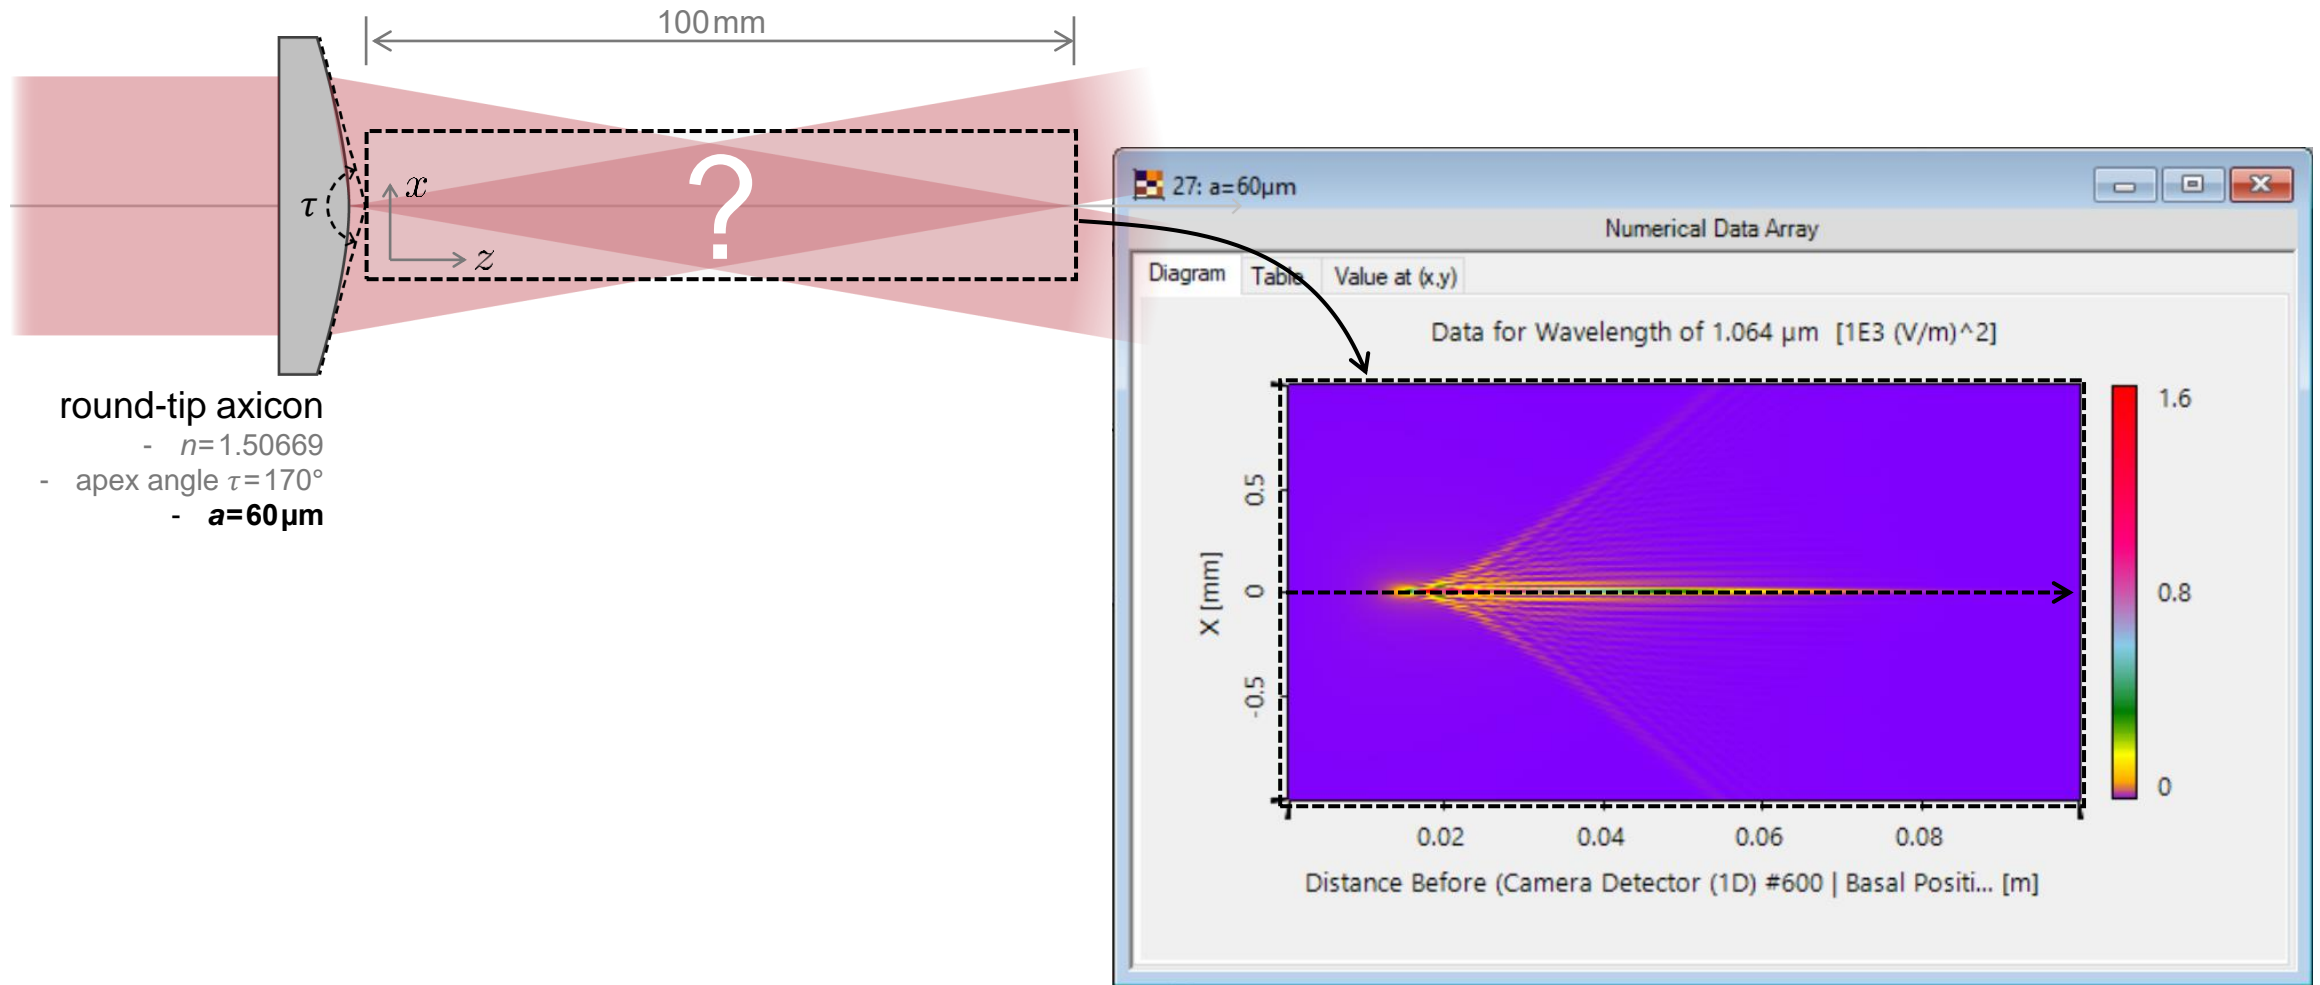 100 mm
τ
x
z
?
round-tip axicon
- n=1.50669
- apex angle τ=170°
- a=60µm
27: a=60µm
Numerical Data Array
Diagram Table Value at (x,y)
Data for Wavelength of 1.064 µm [1E3 (V/m)^2]
X [mm]
0.5
0
-0.5
0.02 0.04 0.06 0.08
Distance Before (Camera Detector (1D) #600 | Basal Positi... [m]
1.6
0.8
0